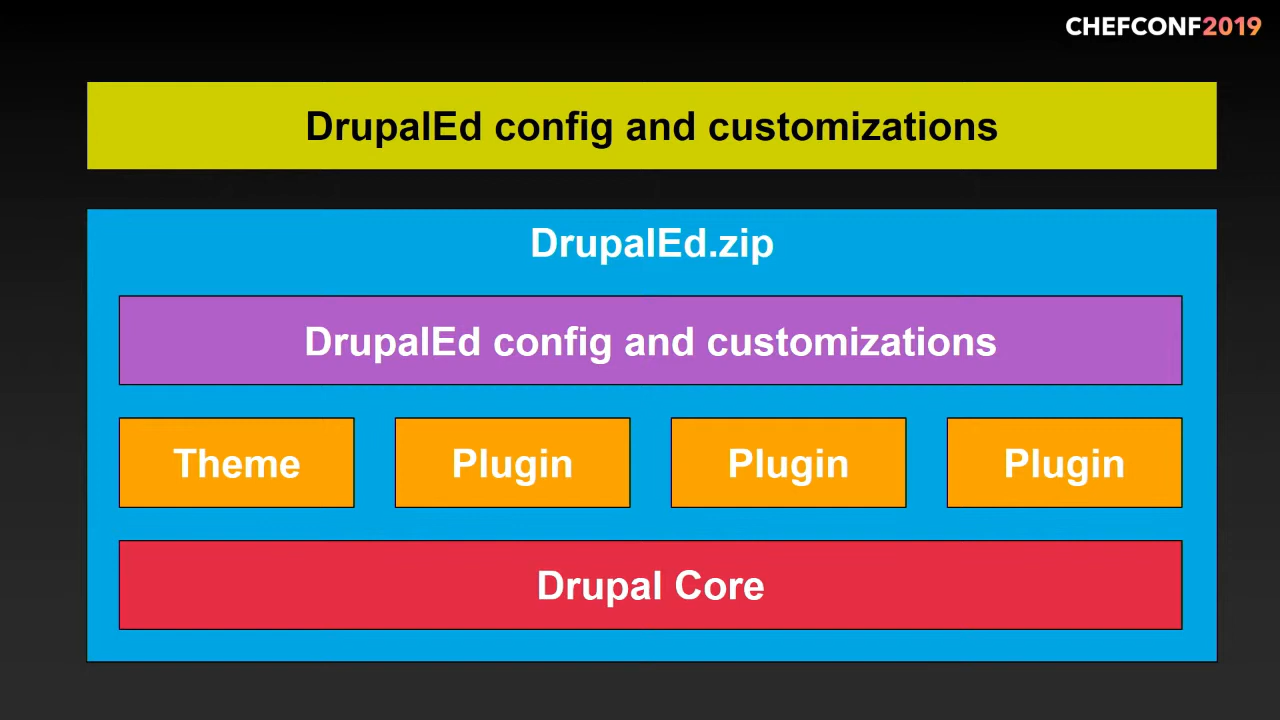 CHEFCONF2019
DrupalEd config and customizations
DrupalEd.zip
DrupalEd config and customizations
Theme
Plugin
Plugin
Plugin
Drupal Core